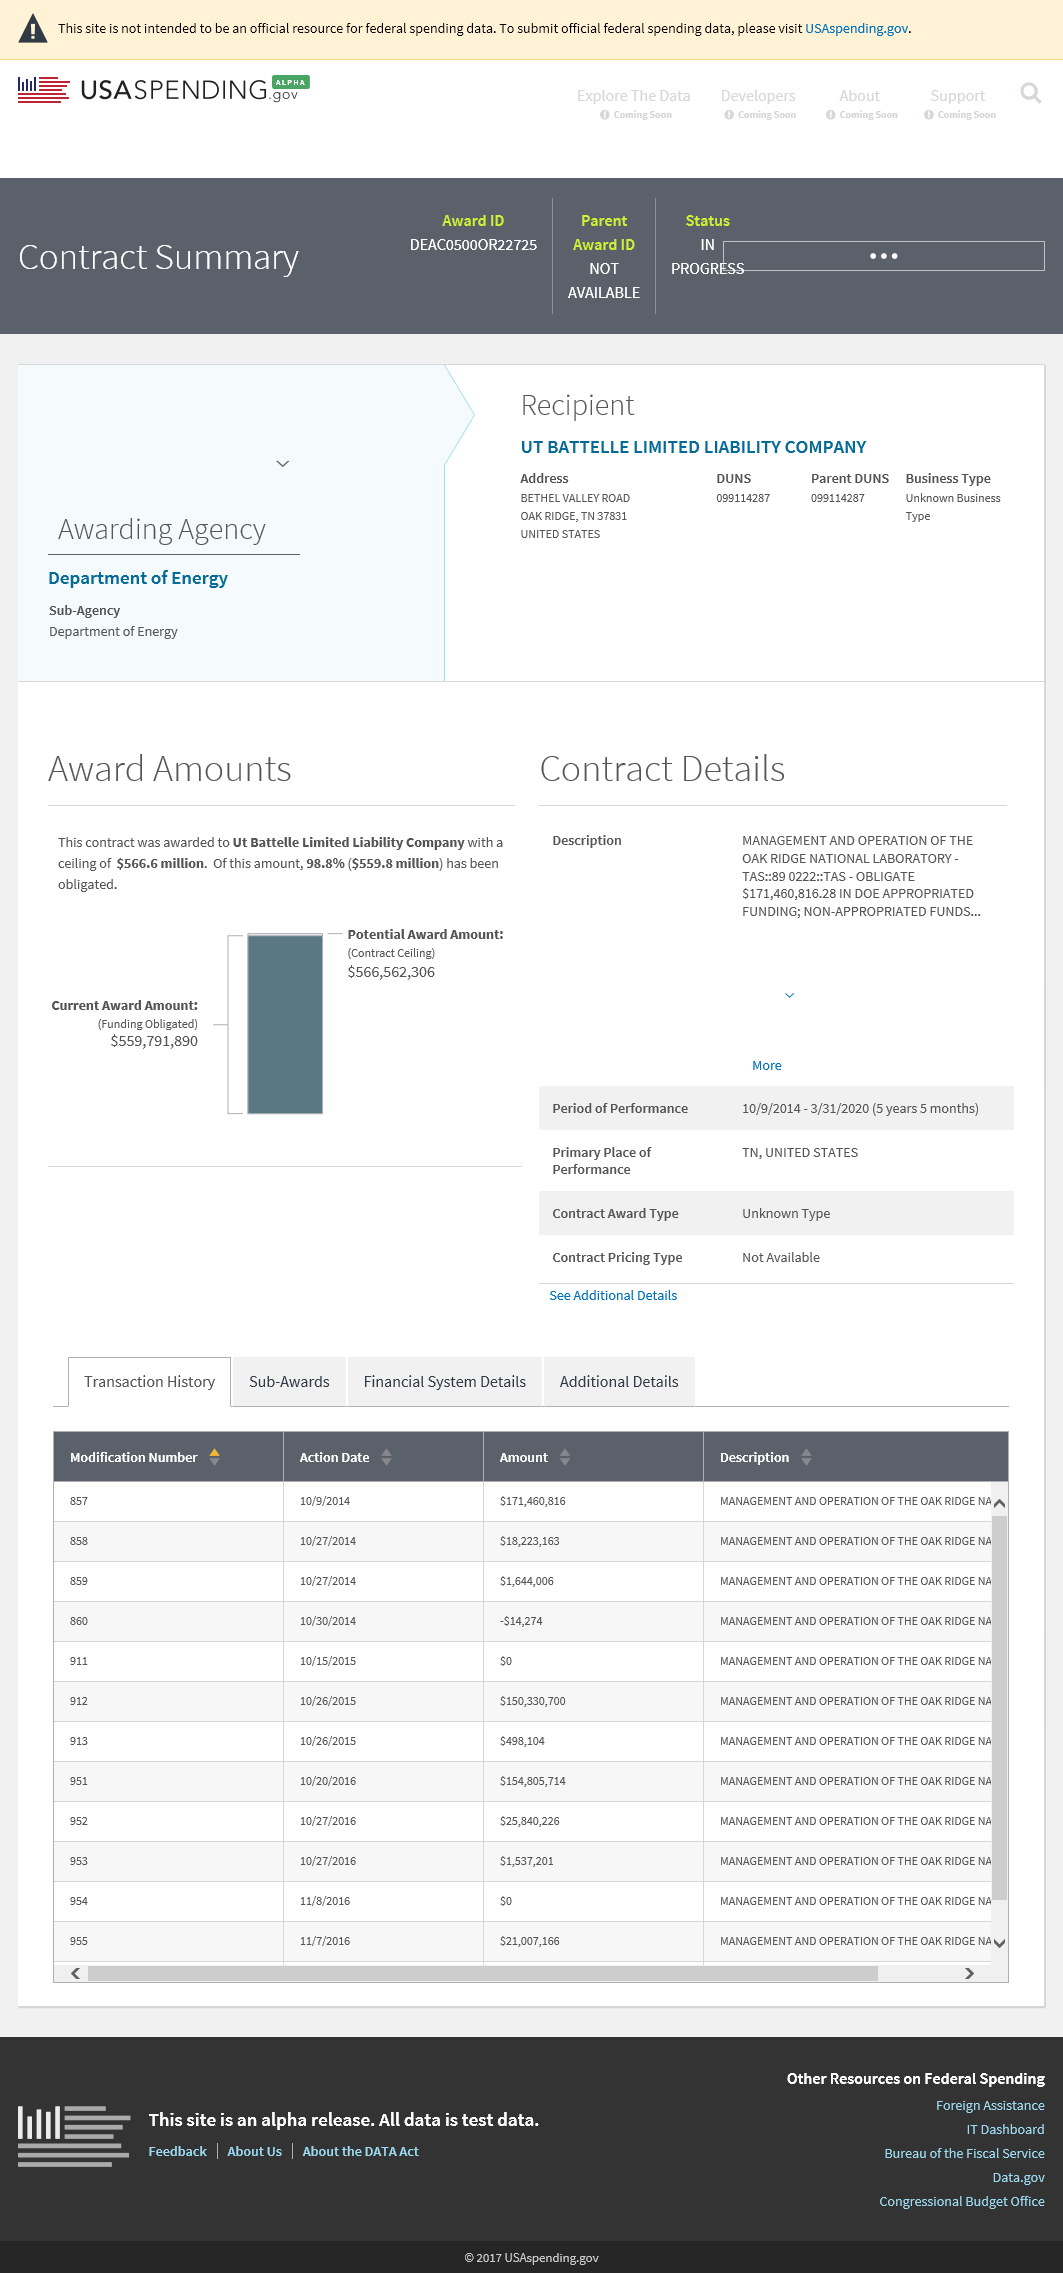 This site is not intended to be an official resource for federal spending data. To submit official federal spending data, please visit USAspending.gov.
USASPENDING.gov ALPHA
Explore The Data Developers About Support
Coming Soon Coming Soon Coming Soon Coming Soon
Contract Summary
Award ID
DEAC0500OR22725
Parent
Award ID
NOT
AVAILABLE
Status
IN
PROGRESS
Awarding Agency
Department of Energy
Sub-Agency
Department of Energy
Recipient
UT BATTELLE LIMITED LIABILITY COMPANY
Address
BETHEL VALLEY ROAD
OAK RIDGE, TN 37831
UNITED STATES
DUNS
099114287
Parent DUNS
099114287
Business Type
Unknown Business
Type
Award Amounts
This contract was awarded to Ut Battelle Limited Liability Company with a
ceiling of $566.6 million. Of this amount, 98.8% ($559.8 million) has been
obligated.
Potential Award Amount:
(Contract Ceiling)
$566,562,306
Current Award Amount:
(Funding Obligated)
$559,791,890
Contract Details
Description
MANAGEMENT AND OPERATION OF THE
OAK RIDGE NATIONAL LABORATORY -
TAS::89 0222::TAS - OBLIGATE
$171,460,816.28 IN DOE APPROPRIATED
FUNDING; NON-APPROPRIATED FUNDS...
More
Period of Performance 10/9/2014 - 3/31/2020 (5 years 5 months)
Primary Place of
Performance
TN, UNITED STATES
Contract Award Type Unknown Type
Contract Pricing Type Not Available
See Additional Details
Transaction History Sub-Awards Financial System Details Additional Details
Modification Number Action Date Amount Description
857 10/9/2014 $171,460,816 MANAGEMENT AND OPERATION OF THE OAK RIDGE NA
858 10/27/2014 $18,223,163 MANAGEMENT AND OPERATION OF THE OAK RIDGE NA
859 10/27/2014 $1,644,006 MANAGEMENT AND OPERATION OF THE OAK RIDGE NA
860 10/30/2014 -$14,274 MANAGEMENT AND OPERATION OF THE OAK RIDGE NA
911 10/15/2015 $0 MANAGEMENT AND OPERATION OF THE OAK RIDGE NA
912 10/26/2015 $150,330,700 MANAGEMENT AND OPERATION OF THE OAK RIDGE NA
913 10/26/2015 $498,104 MANAGEMENT AND OPERATION OF THE OAK RIDGE NA
951 10/20/2016 $154,805,714 MANAGEMENT AND OPERATION OF THE OAK RIDGE NA
952 10/27/2016 $25,840,226 MANAGEMENT AND OPERATION OF THE OAK RIDGE NA
953 10/27/2016 $1,537,201 MANAGEMENT AND OPERATION OF THE OAK RIDGE NA
954 11/8/2016 $0 MANAGEMENT AND OPERATION OF THE OAK RIDGE NA
955 11/7/2016 $21,007,166 MANAGEMENT AND OPERATION OF THE OAK RIDGE NA
This site is an alpha release. All data is test data.
Feedback About Us About the DATA Act
Other Resources on Federal Spending
Foreign Assistance
IT Dashboard
Bureau of the Fiscal Service
Data.gov
Congressional Budget Office
© 2017 USAspending.gov